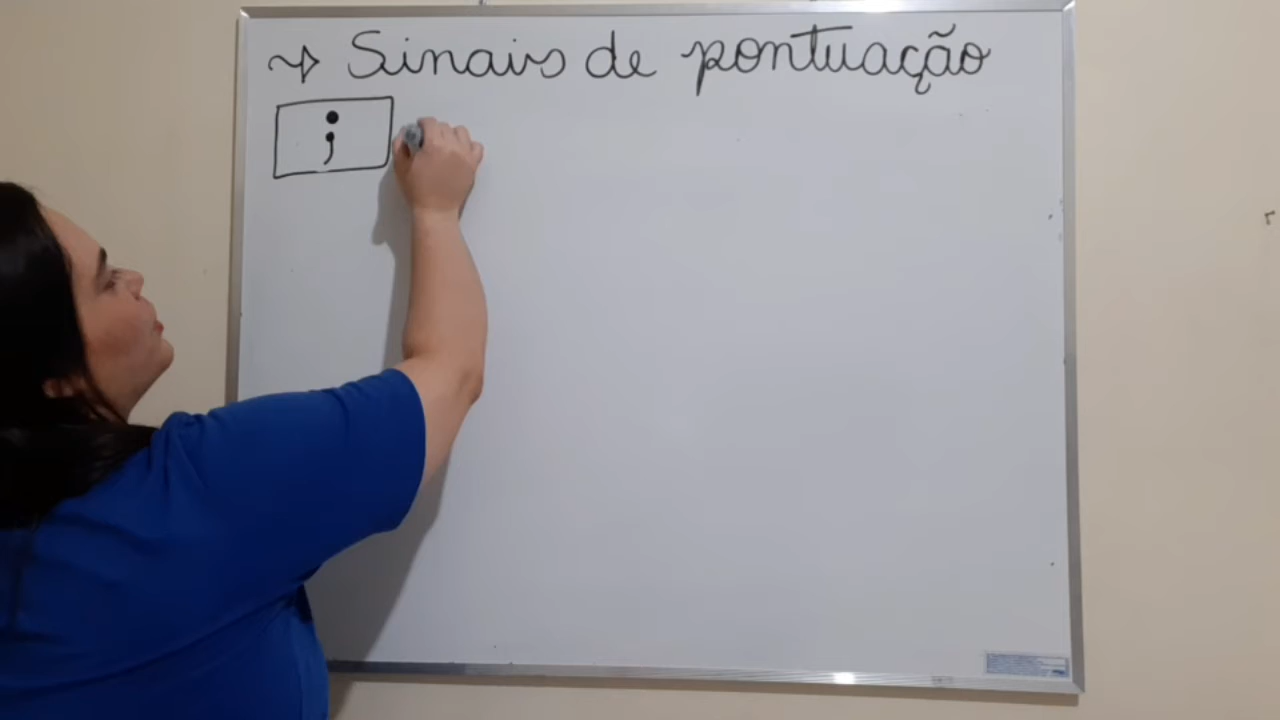 → Sinais de pontuação
;